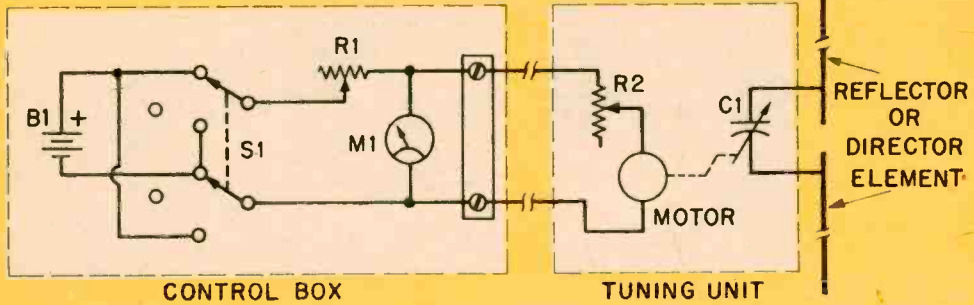 R1
B1 +
S1
M1
R2
C1
MOTOR
REFLECTOR
OR
DIRECTOR
ELEMENT
CONTROL BOX
TUNING UNIT